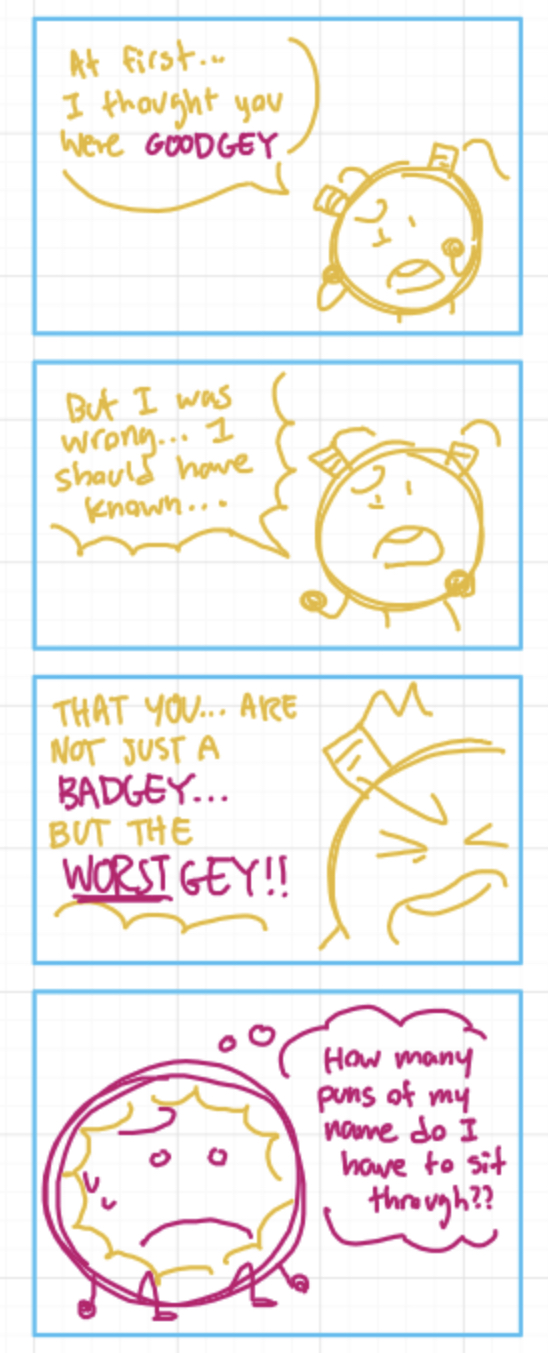 At first...
I thought you
were GOODGEY
But I was
wrong... I
should have
known...
THAT YOU... ARE
NOT JUST A
BADGEY...
BUT THE
WORSTGEY!!
How many
puns of my
name do I
have to sit
through??